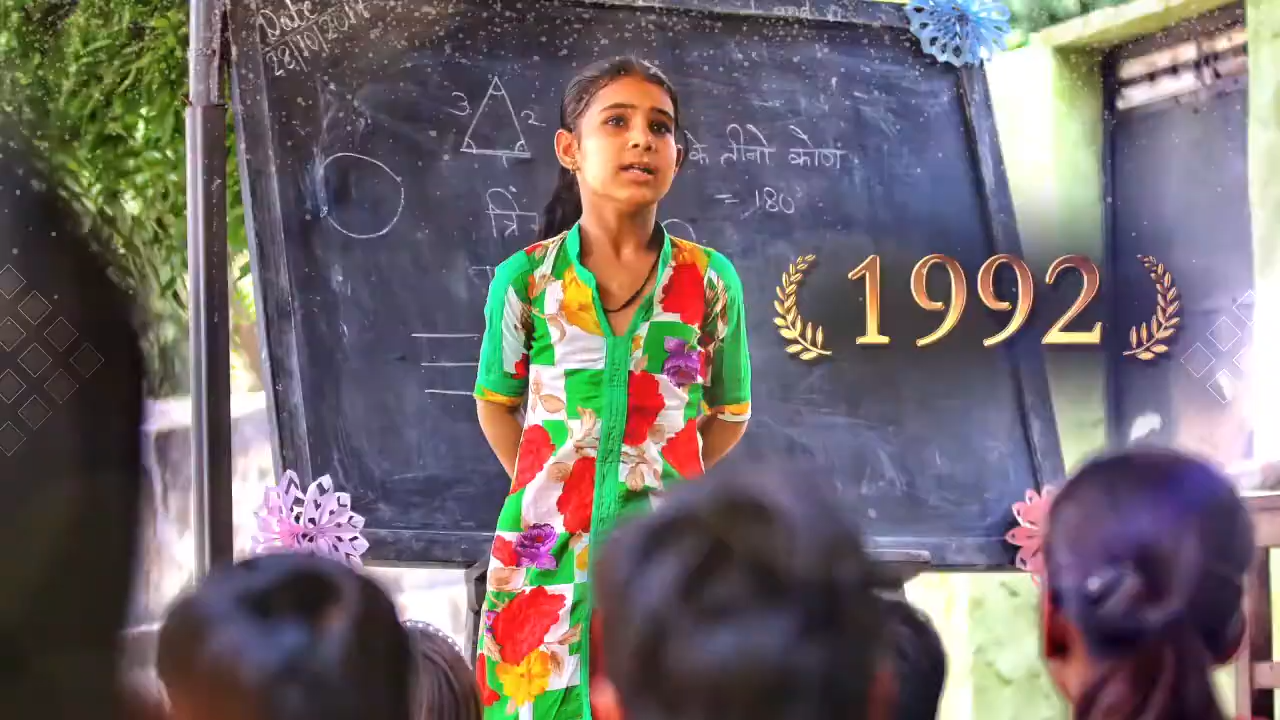 Date
28/10/2017
3
2
के तीनो कोण
= 180°
त्रि
1992